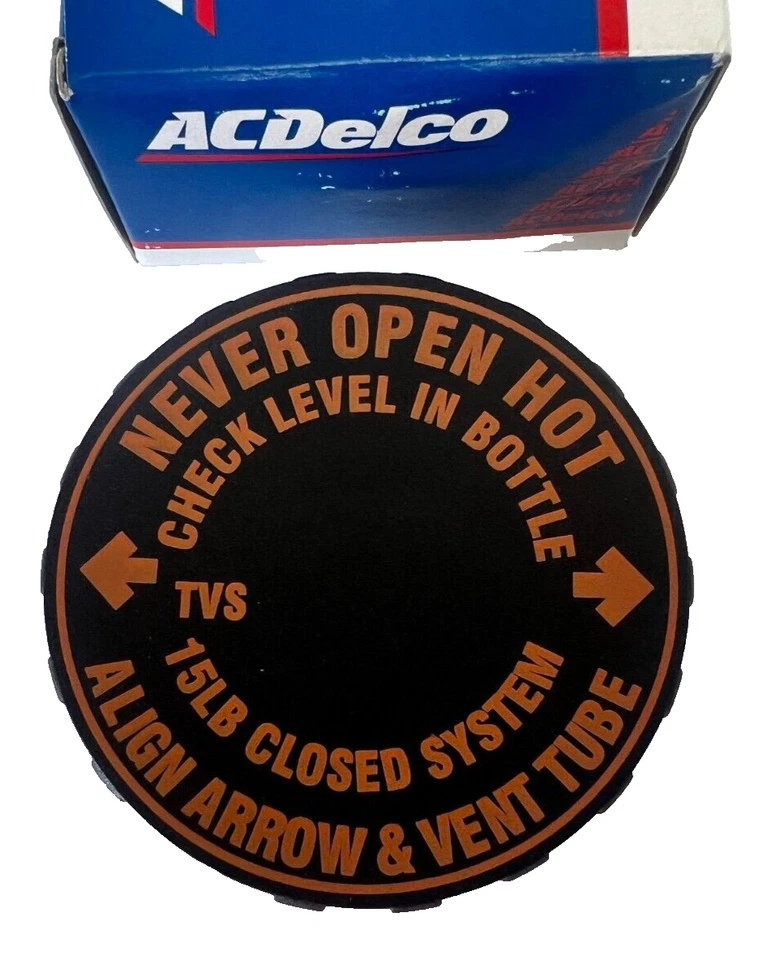 ACDelco
NEVER OPEN HOT
CHECK LEVEL IN BOTTLE
TVS
15LB CLOSED SYSTEM
ALIGN ARROW & VENT TUBE